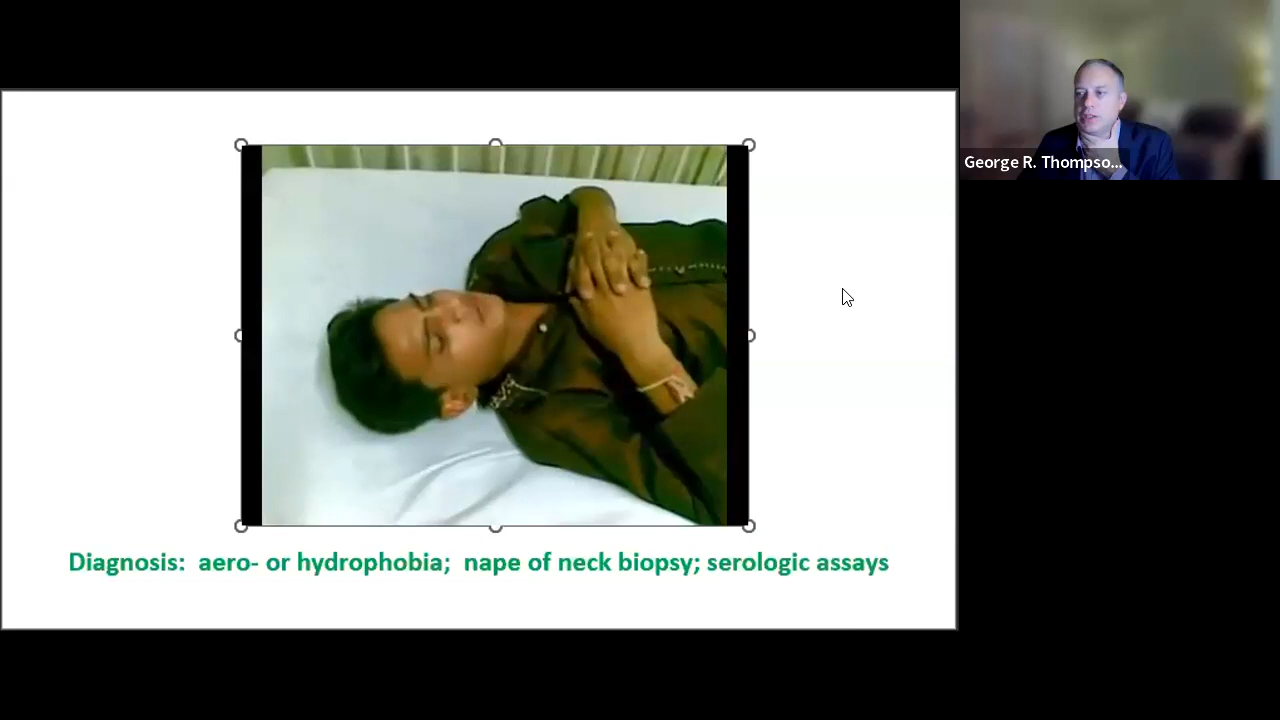 George R. Thompso...
Diagnosis: aero- or hydrophobia; nape of neck biopsy; serologic assays